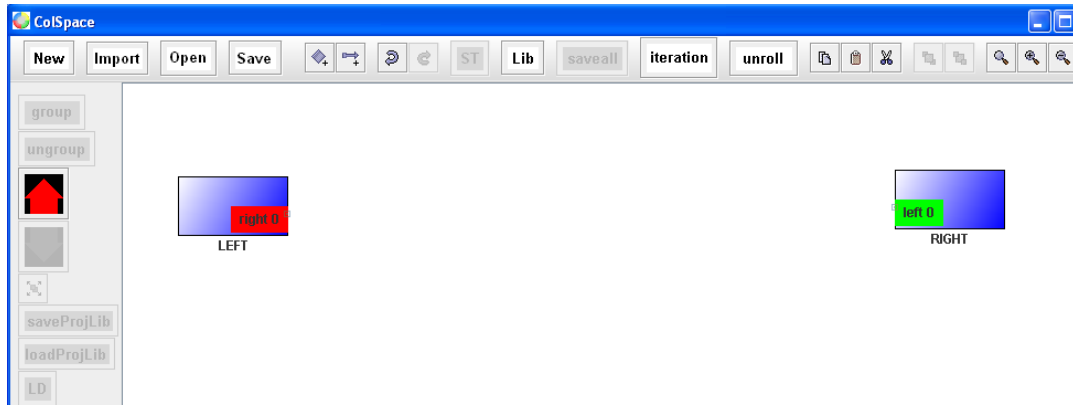 ColSpace
New Import Open Save ST Lib saveall iteration unroll
group
ungroup
right 0
LEFT
left 0
RIGHT
saveProjLib
loadProjLib
LD